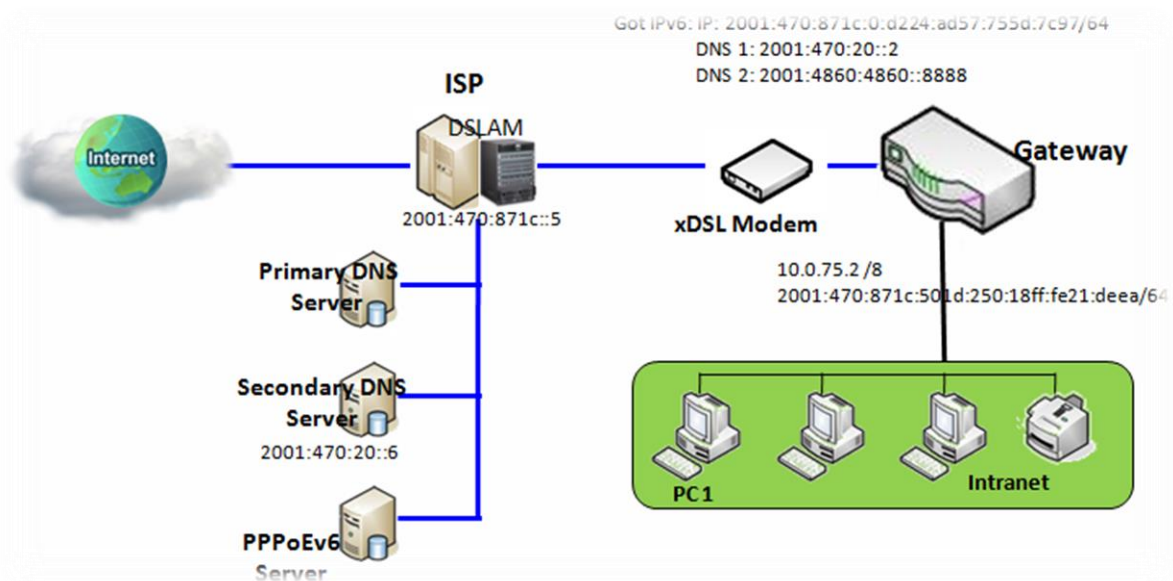 Got IPv6: IP: 2001:470:871c:0:d224:ad57:755d:7c97/64
DNS 1: 2001:470:20::2
DNS 2: 2001:4860:4860::8888
ISP
DSLAM
Internet
Gateway
2001:470:871c::5
xDSL Modem
Primary DNS
Server
10.0.75.2 /8
2001:470:871c:501d:250:18ff:fe21:deea/64
Secondary DNS
Server
2001:470:20::6
PC1
Intranet
PPPoEv6
Server